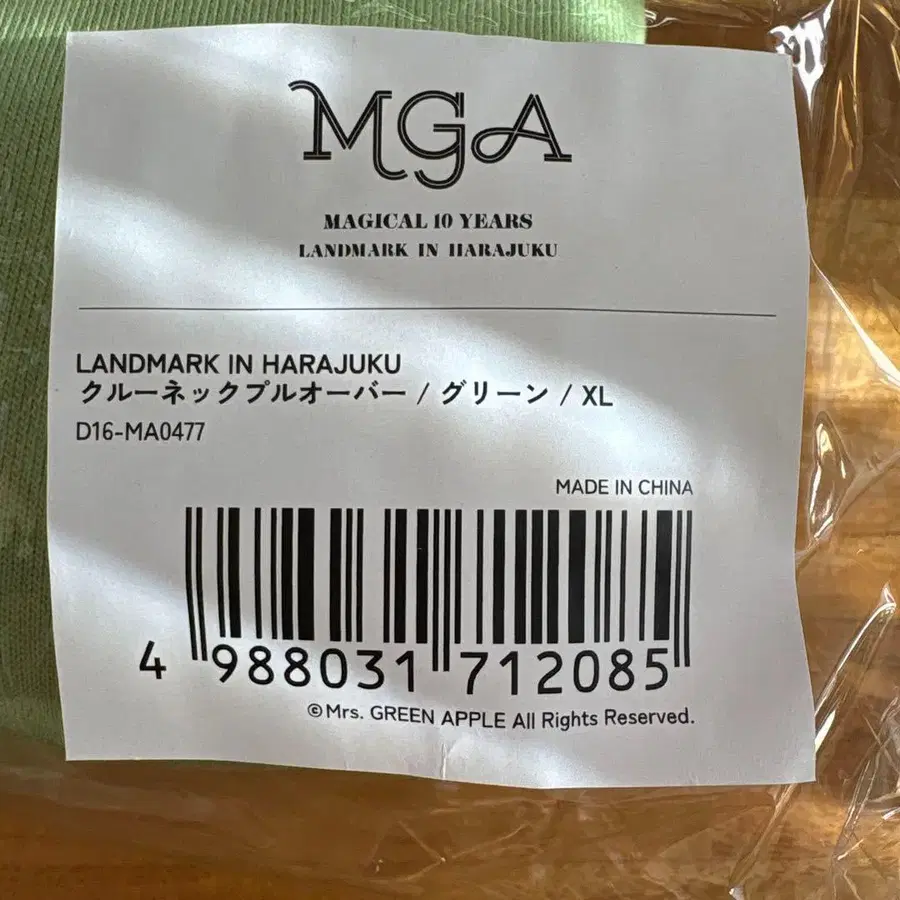 MGA
MAGICAL 10 YEARS
LANDMARK IN HARAJUKU
LANDMARK IN HARAJUKU
クルーネックプルオーバー / グリーン / XL
D16-MA0477
MADE IN CHINA
4 988031 712085
©Mrs. GREEN APPLE All Rights Reserved.